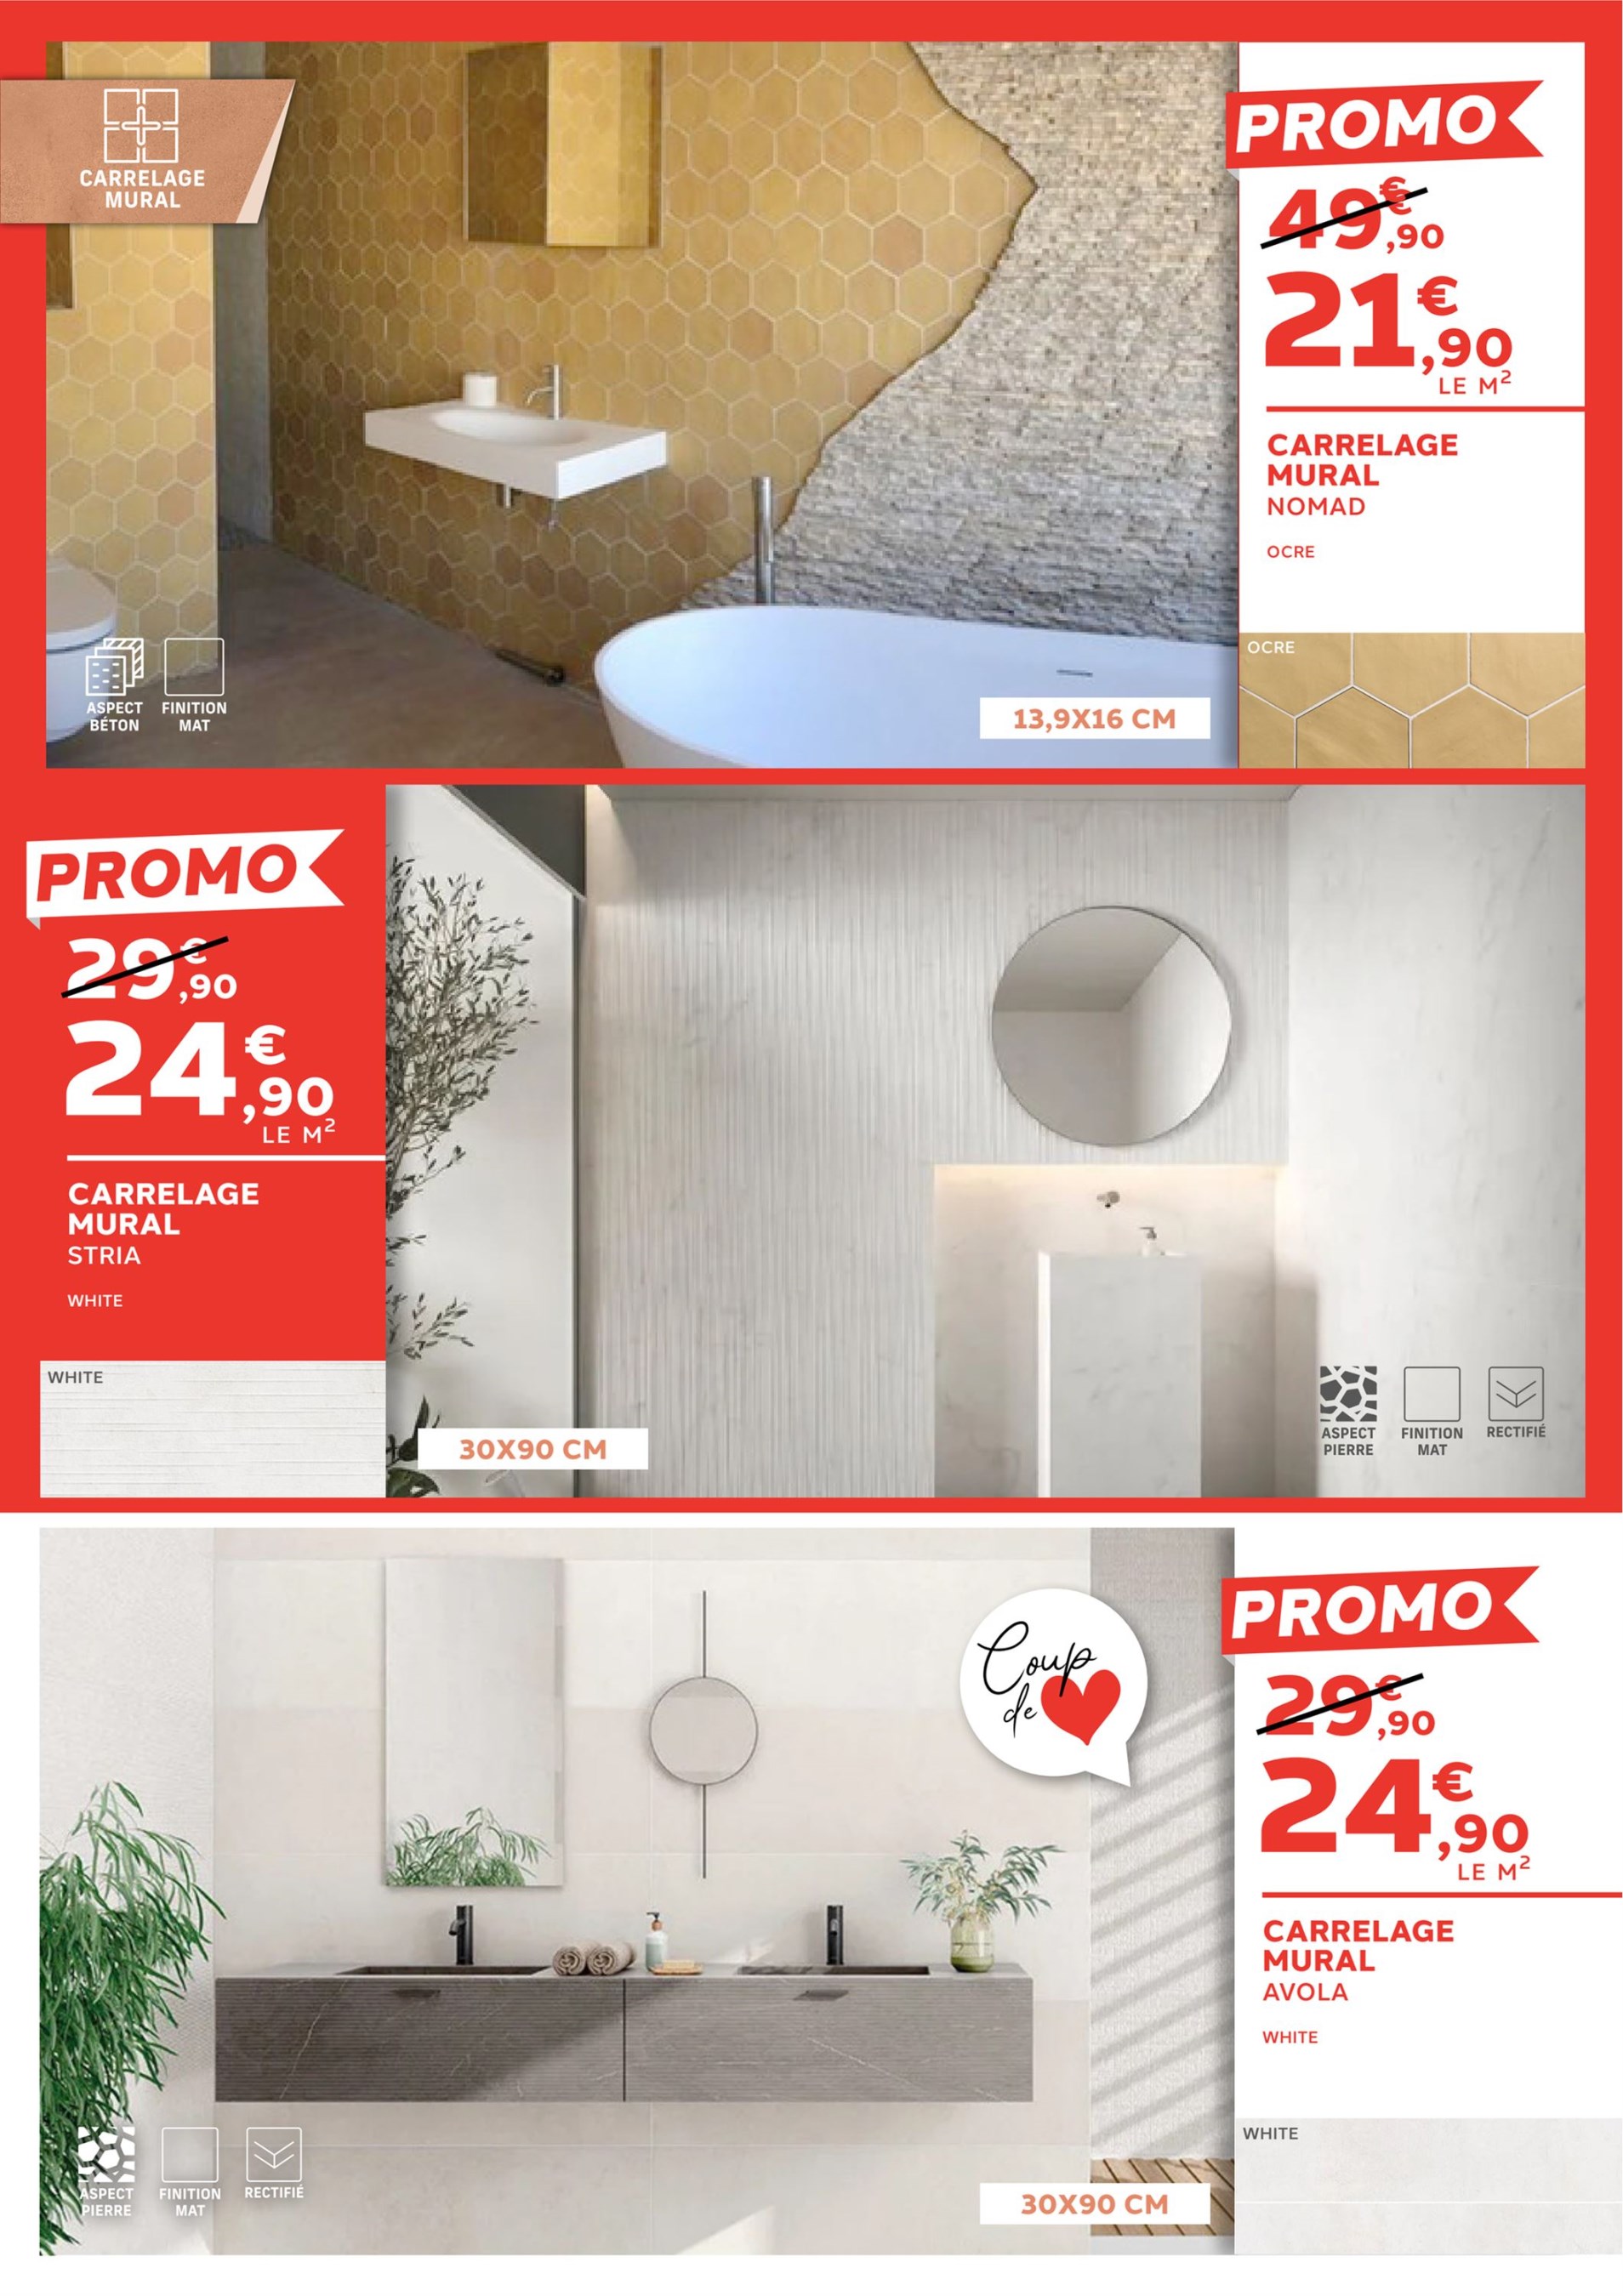 CARRELAGE
MURAL
PROMO
49€,90
21€,90
LE M²
CARRELAGE
MURAL
NOMAD
OCRE
OCRE
ASPECT
BÉTON
FINITION
MAT
13,9X16 CM
PROMO
29€,90
24€,90
LE M²
CARRELAGE
MURAL
STRIA
WHITE
WHITE
30X90 CM
ASPECT
PIERRE
FINITION
MAT
RECTIFIÉ
Coup
de
PROMO
29€,90
24€,90
LE M²
CARRELAGE
MURAL
AVOLA
WHITE
WHITE
ASPECT
PIERRE
FINITION
MAT
RECTIFIÉ
30X90 CM